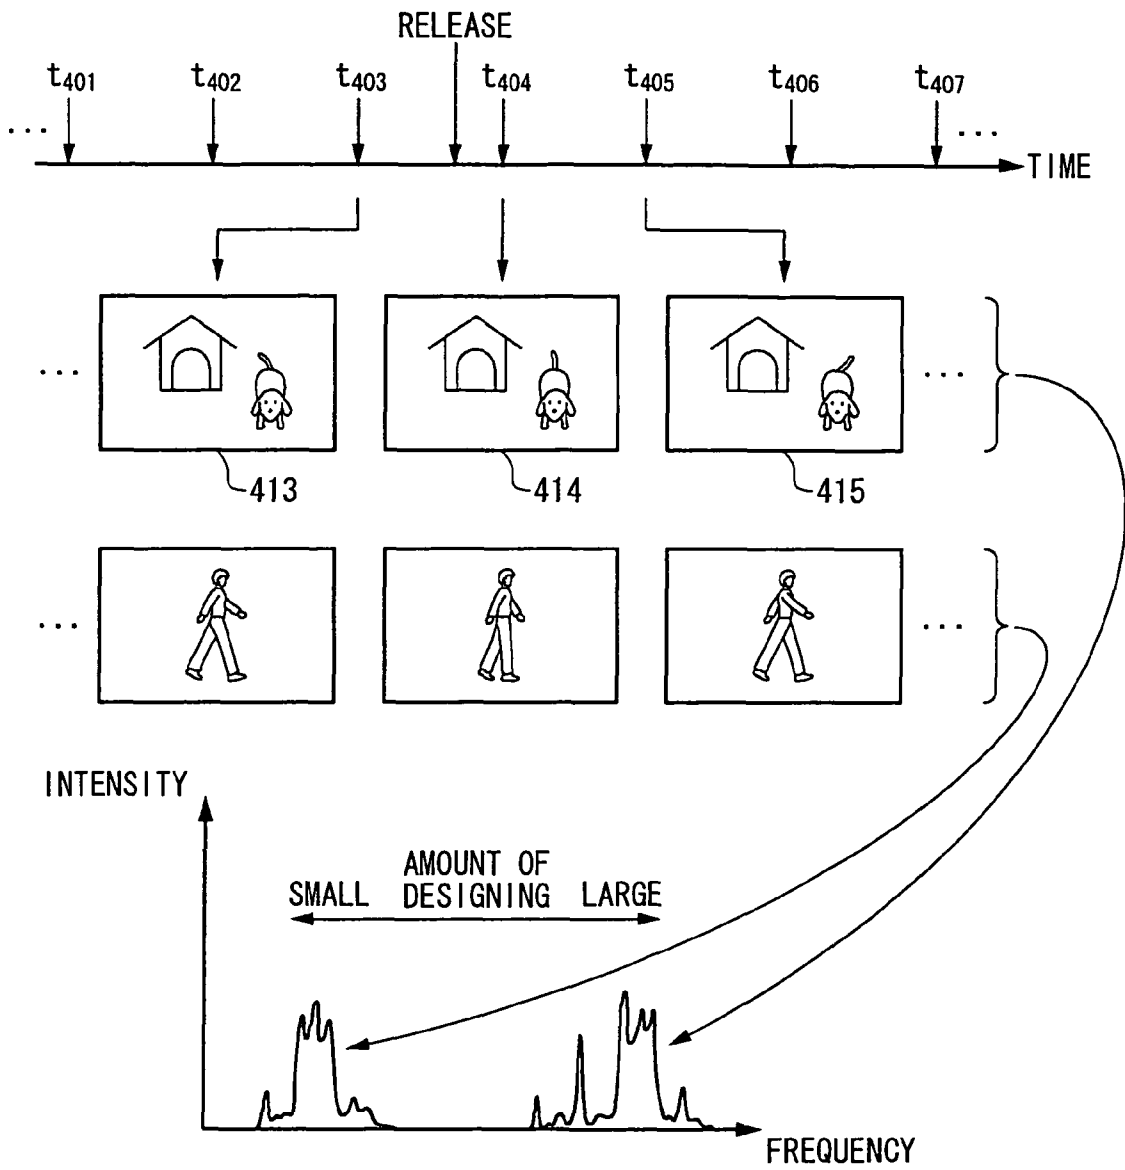 RELEASE
t401 t402 t403 t404 t405 t406 t407
... ...
TIME
... ...
413 414 415
... ...
INTENSITY
AMOUNT OF
SMALL DESIGNING LARGE
FREQUENCY